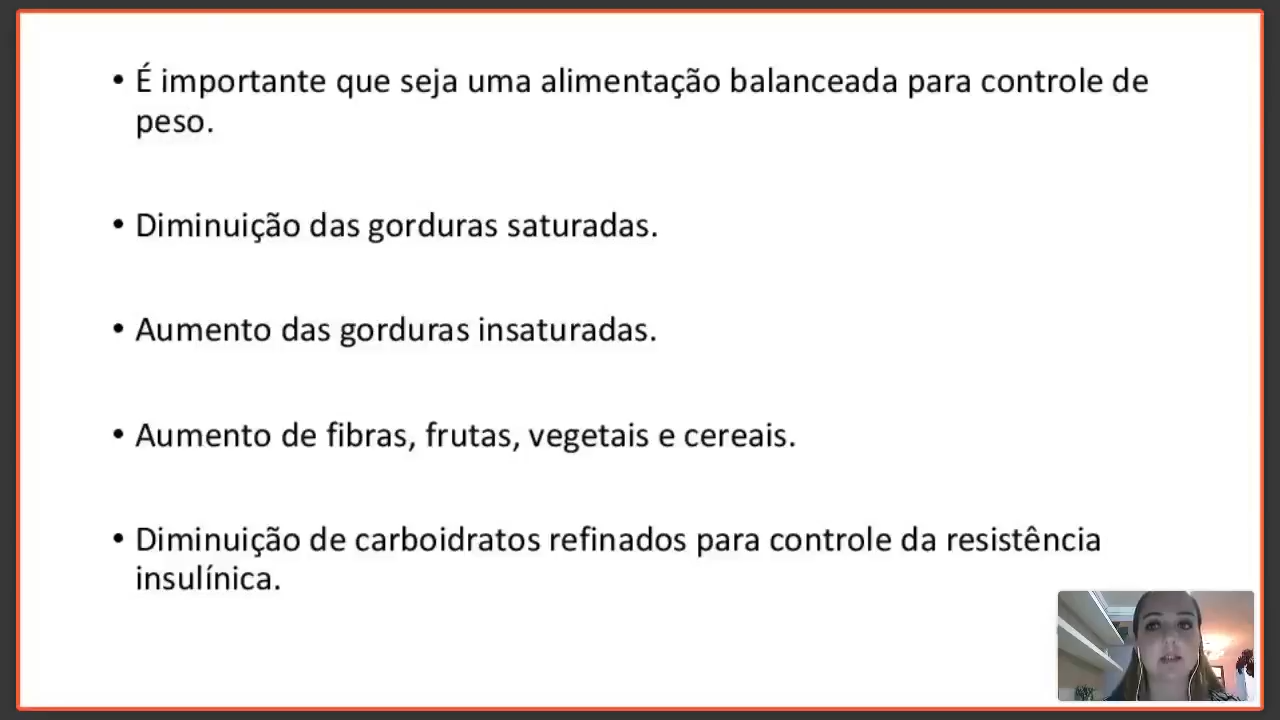 • É importante que seja uma alimentação balanceada para controle de
peso.
• Diminuição das gorduras saturadas.
• Aumento das gorduras insaturadas.
• Aumento de fibras, frutas, vegetais e cereais.
• Diminuição de carboidratos refinados para controle da resistência
insulínica.